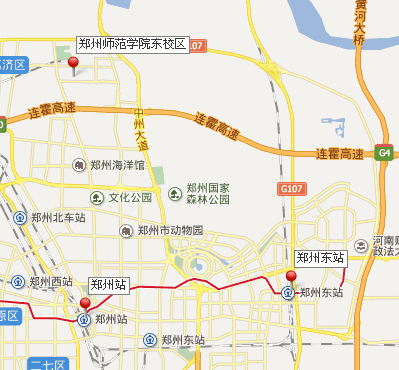 黄河大桥
郑州师范学院东校区
07
济区
连霍高速
中州大道
连霍高速
连霍高速
G4
郑州海洋馆
文化公园
郑州国家
森林公园
G107
郑州北车站
郑州市动物园
河南财
政法大
郑州东站
郑州西站
郑州站
郑州东站
原区
郑州站
郑州东站
二七区